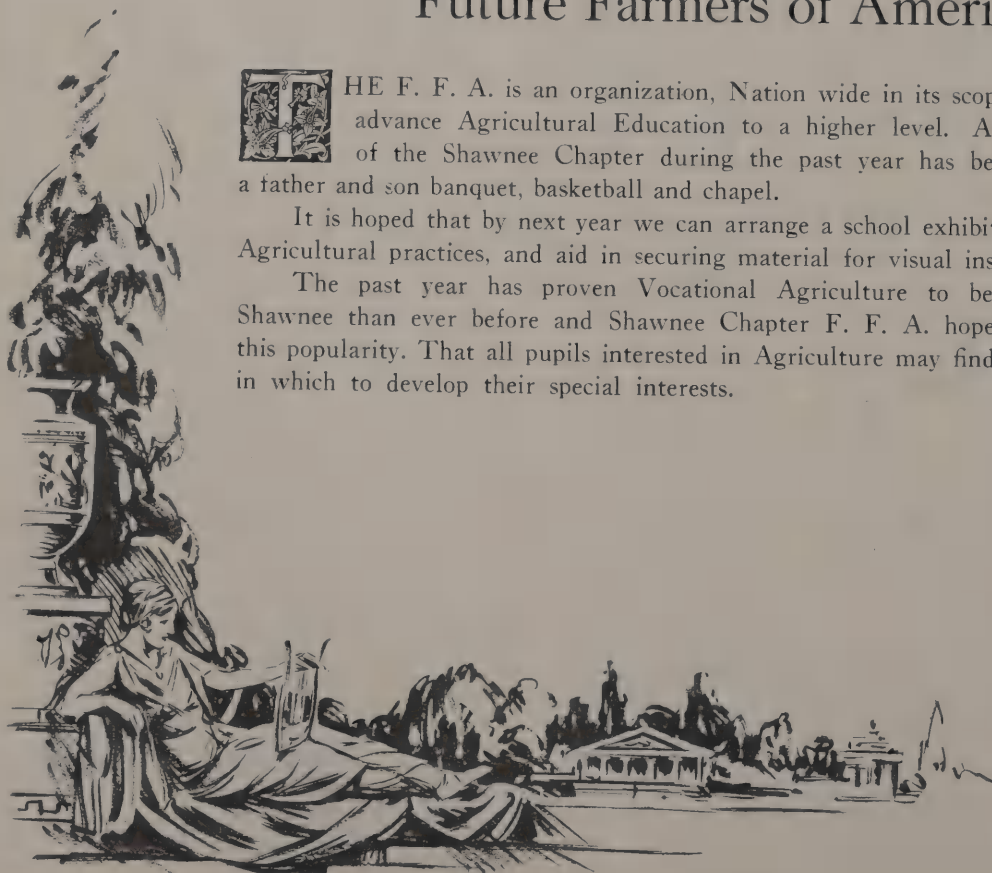 Future Farmers of Ameri
THE F. F. A. is an organization, Nation wide in its scop
advance Agricultural Education to a higher level. A
of the Shawnee Chapter during the past year has be
a father and son banquet, basketball and chapel.
It is hoped that by next year we can arrange a school exhibi
Agricultural practices, and aid in securing material for visual ins
The past year has proven Vocational Agriculture to be
Shawnee than ever before and Shawnee Chapter F. F. A. hope
this popularity. That all pupils interested in Agriculture may find
in which to develop their special interests.